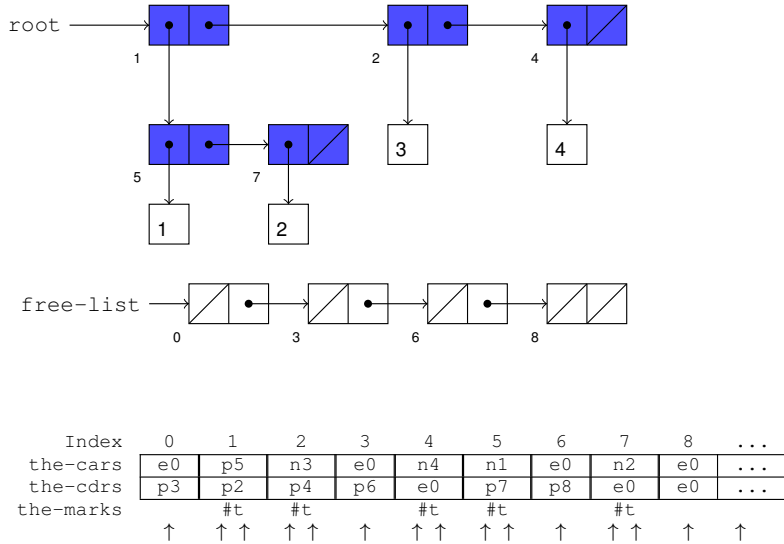 root
1
2
4
3
4
5
7
1
2
free-list
0
3
6
8
Index 0 1 2 3 4 5 6 7 8 ...
the-cars e0 p5 n3 e0 n4 n1 e0 n2 e0 ...
the-cdrs p3 p2 p4 p6 e0 p7 p8 e0 e0 ...
the-marks #t #t #t #t #t
↑ ↑ ↑ ↑ ↑ ↑ ↑ ↑ ↑ ↑ ↑ ↑ ↑ ↑ ↑